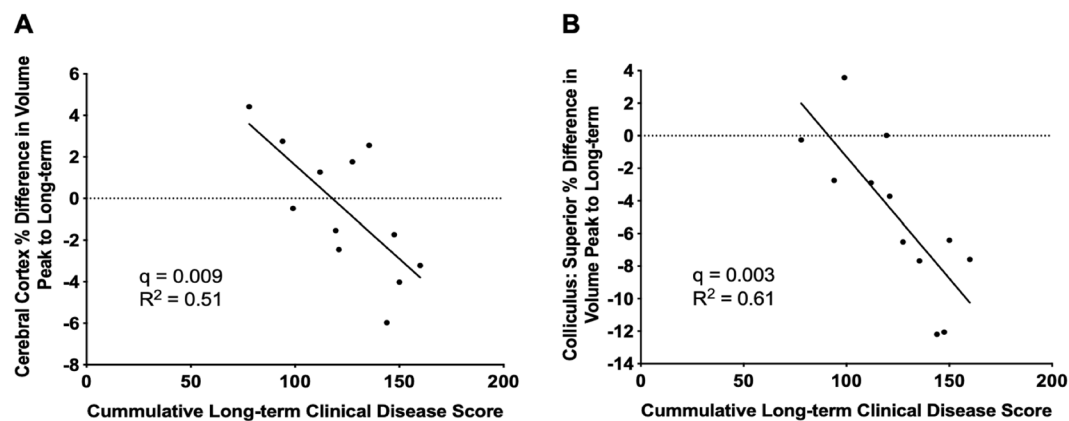 A
Cerebral Cortex % Difference in Volume
Peak to Long-term
6
4
2
0
-2
-4
-6
-8
q = 0.009
R² = 0.51
0 50 100 150 200
Cummulative Long-term Clinical Disease Score
B
Colliculus: Superior % Difference in
Volume Peak to Long-term
4
2
0
-2
-4
-6
-8
-10
-12
-14
q = 0.003
R² = 0.61
0 50 100 150 200
Cummulative Long-term Clinical Disease Score